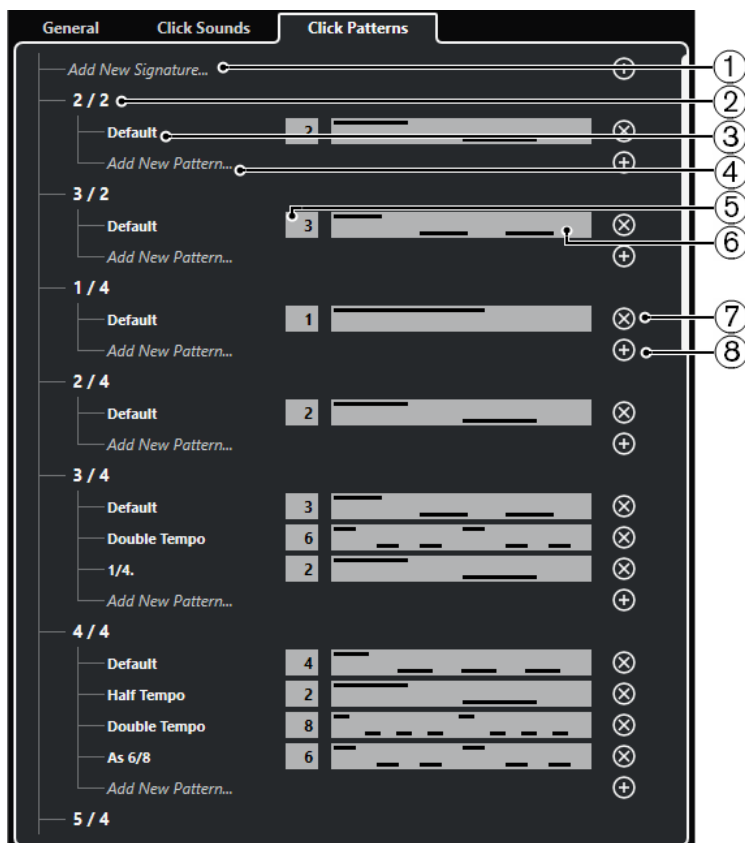 General Click Sounds Click Patterns
Add New Signature... 1
2 / 2 2
Default 2 3
Add New Pattern... 4
3 / 2 5
Default 3 6
Add New Pattern...
1 / 4
Default 1 7
Add New Pattern... 8
2 / 4
Default 2
Add New Pattern...
3 / 4
Default 3
Double Tempo 6
1/4. 2
Add New Pattern...
4 / 4
Default 4
Half Tempo 2
Double Tempo 8
As 6/8 6
Add New Pattern...
5 / 4